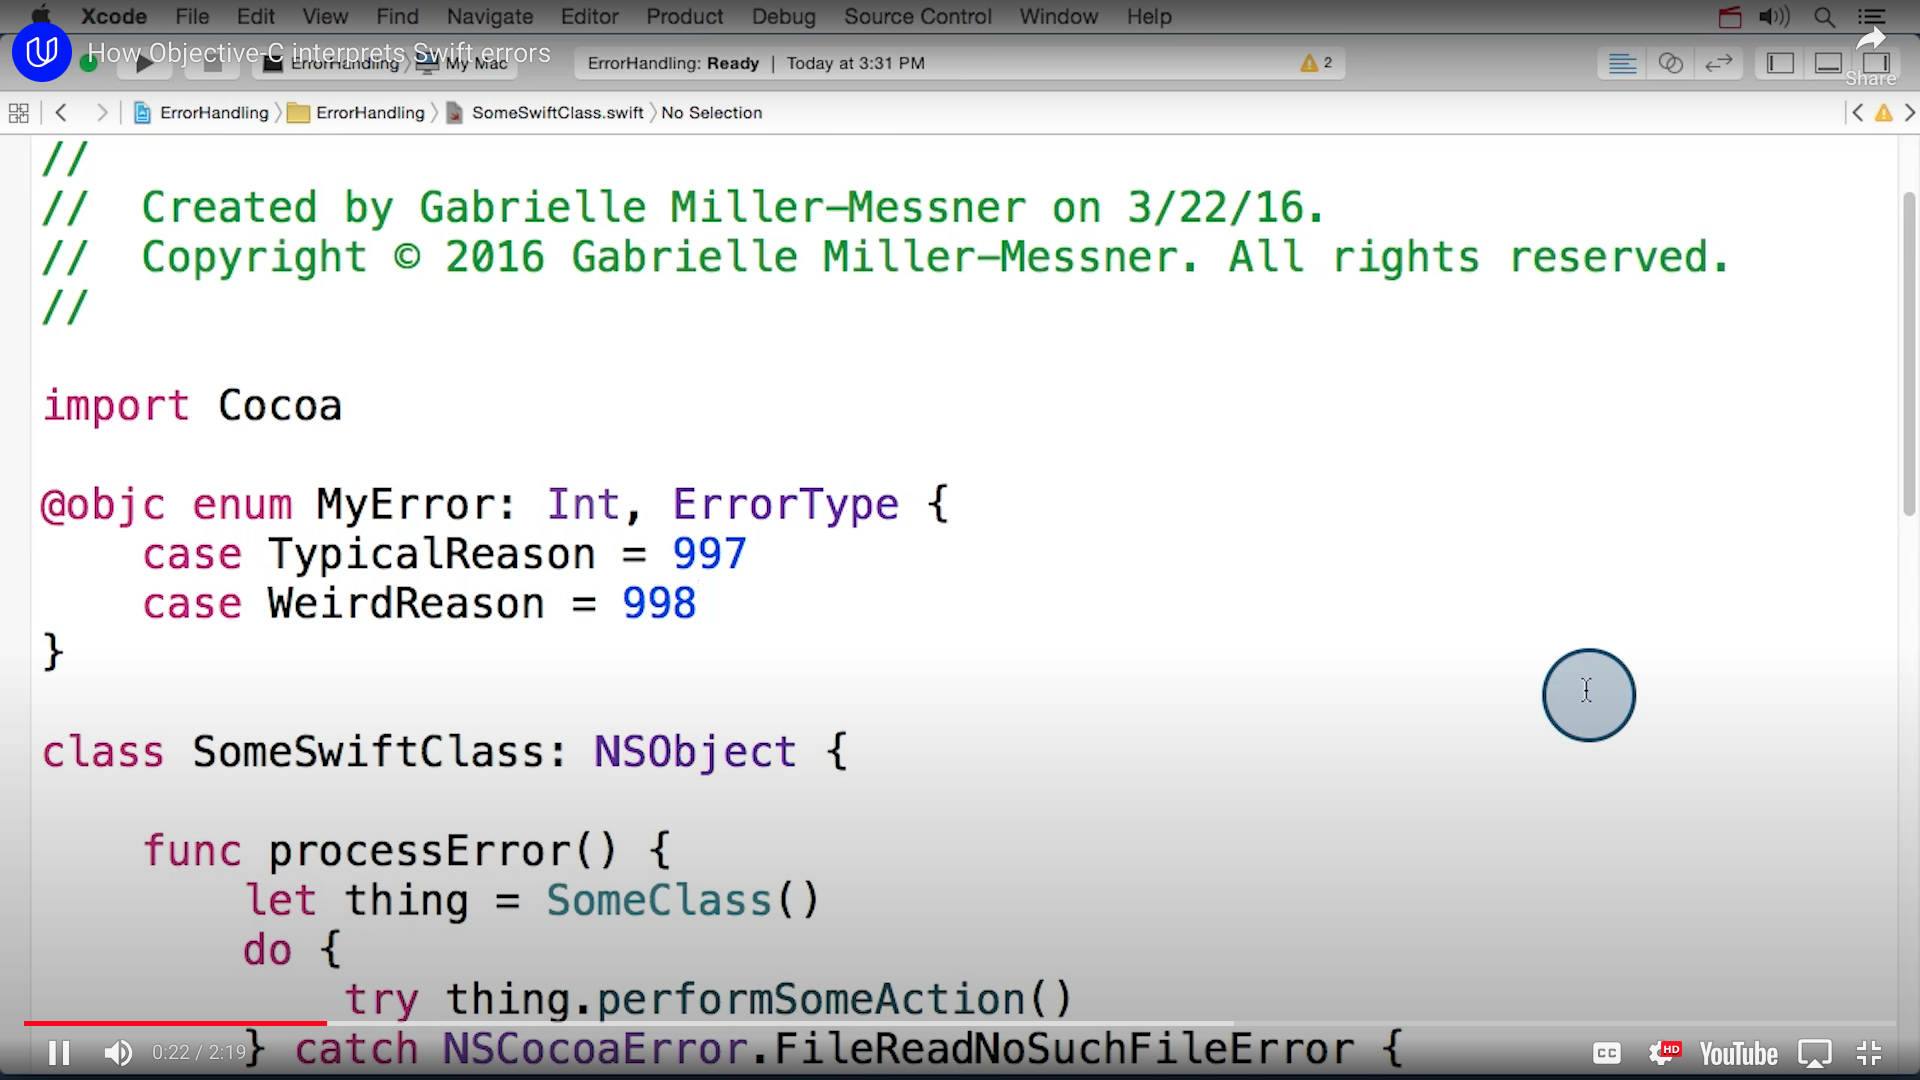 Xcode File Edit View Find Navigate Editor Product Debug Source Control Window Help
How Objective-C interprets Swift errors
ErrorHandling My Mac
ErrorHandling: Ready | Today at 3:31 PM
2
Share
ErrorHandling ErrorHandling SomeSwiftClass.swift No Selection
//
// Created by Gabrielle Miller-Messner on 3/22/16.
// Copyright © 2016 Gabrielle Miller-Messner. All rights reserved.
//
import Cocoa
@objc enum MyError: Int, ErrorType {
case TypicalReason = 997
case WeirdReason = 998
}
class SomeSwiftClass: NSObject {
func processError() {
let thing = SomeClass()
do {
try thing.performSomeAction()
} catch NSCocoaError.FileReadNoSuchFileError {
0:22 / 2:19
CC HD YouTube